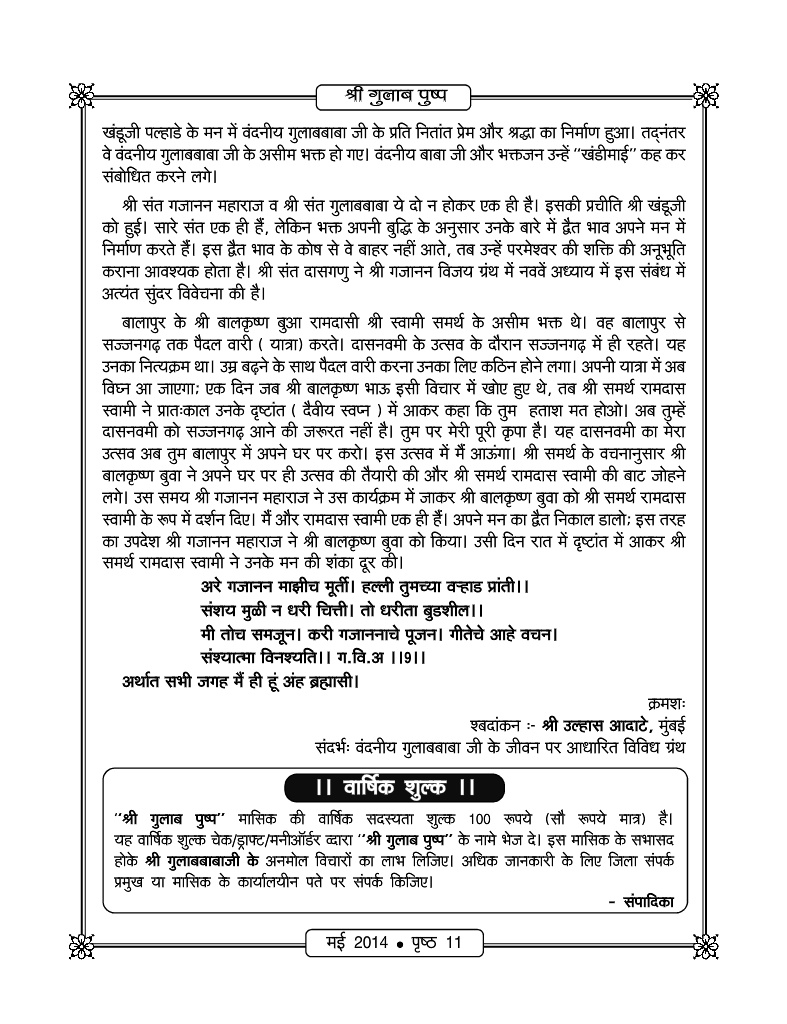 श्री गुलाब पुष्प
खंडूजी पल्हाडे के मन में वंदनीय गुलाबबाबा जी के प्रति नितांत प्रेम और श्रद्धा का निर्माण हुआ। तद्नंतर
वे वंदनीय गुलाबबाबा जी के असीम भक्त हो गए। वंदनीय बाबा जी और भक्तजन उन्हें “खंडीमाई” कह कर
संबोधित करने लगे।
श्री संत गजानन महाराज व श्री संत गुलाबबाबा ये दो न होकर एक ही है। इसकी प्रचीति श्री खंडूजी
को हुई। सारे संत एक ही हैं, लेकिन भक्त अपनी बुद्धि के अनुसार उनके बारे में द्वैत भाव अपने मन में
निर्माण करते हैं। इस द्वैत भाव के कोष से वे बाहर नहीं आते, तब उन्हें परमेश्वर की शक्ति की अनूभूति
कराना आवश्यक होता है। श्री संत दासगणु ने श्री गजानन विजय ग्रंथ में नववें अध्याय में इस संबंध में
अत्यंत सुंदर विवेचना की है।
बालापुर के श्री बालकृष्ण बुआ रामदासी श्री स्वामी समर्थ के असीम भक्त थे। वह बालापुर से
सज्जनगढ़ तक पैदल वारी ( यात्रा) करते। दासनवमी के उत्सव के दौरान सज्जनगढ़ में ही रहते। यह
उनका नित्यक्रम था। उम्र बढ़ने के साथ पैदल वारी करना उनका लिए कठिन होने लगा। अपनी यात्रा में अब
विघ्न आ जाएगा; एक दिन जब श्री बालकृष्ण भाऊ इसी विचार में खोए हुए थे, तब श्री समर्थ रामदास
स्वामी ने प्रातःकाल उनके दृष्टांत ( दैवीय स्वप्न ) में आकर कहा कि तुम हताश मत होओ। अब तुम्हें
दासनवमी को सज्जनगढ़ आने की जरूरत नहीं है। तुम पर मेरी पूरी कृपा है। यह दासनवमी का मेरा
उत्सव अब तुम बालापुर में अपने घर पर करो। इस उत्सव में मैं आऊंगा। श्री समर्थ के वचनानुसार श्री
बालकृष्ण बुवा ने अपने घर पर ही उत्सव की तैयारी की और श्री समर्थ रामदास स्वामी की बाट जोहने
लगे। उस समय श्री गजानन महाराज ने उस कार्यक्रम में जाकर श्री बालकृष्ण बुवा को श्री समर्थ रामदास
स्वामी के रूप में दर्शन दिए। मैं और रामदास स्वामी एक ही हैं। अपने मन का द्वैत निकाल डालो; इस तरह
का उपदेश श्री गजानन महाराज ने श्री बालकृष्ण बुवा को किया। उसी दिन रात में दृष्टांत में आकर श्री
समर्थ रामदास स्वामी ने उनके मन की शंका दूर की।
अरे गजानन माझीच मूर्ती। हल्ली तुमच्या वऱ्हाड प्रांती।।
संशय मुळी न धरी चित्ती। तो धरीता बुडशील।।
मी तोच समजून। करी गजाननाचे पूजन। गीतेचे आहे वचन।
संश्यात्मा विनश्यति।। ग.वि.अ ।।9।।
अर्थात सभी जगह मैं ही हूं अंह ब्रह्मासी।
क्रमशः
श्बदांकन :- श्री उल्हास आदाटे, मुंबई
संदर्भः वंदनीय गुलाबबाबा जी के जीवन पर आधारित विविध ग्रंथ
।। वार्षिक शुल्क ।।
“श्री गुलाब पुष्प” मासिक की वार्षिक सदस्यता शुल्क 100 रूपये (सौ रूपये मात्र) है।
यह वार्षिक शुल्क चेक/ड्राफ्ट/मनीऑर्डर व्दारा “श्री गुलाब पुष्प” के नामे भेज दे। इस मासिक के सभासद
होके श्री गुलाबबाबाजी के अनमोल विचारों का लाभ लिजिए। अधिक जानकारी के लिए जिला संपर्क
प्रमुख या मासिक के कार्यालयीन पते पर संपर्क किजिए।
- संपादिका
मई 2014 ● पृष्ठ 11